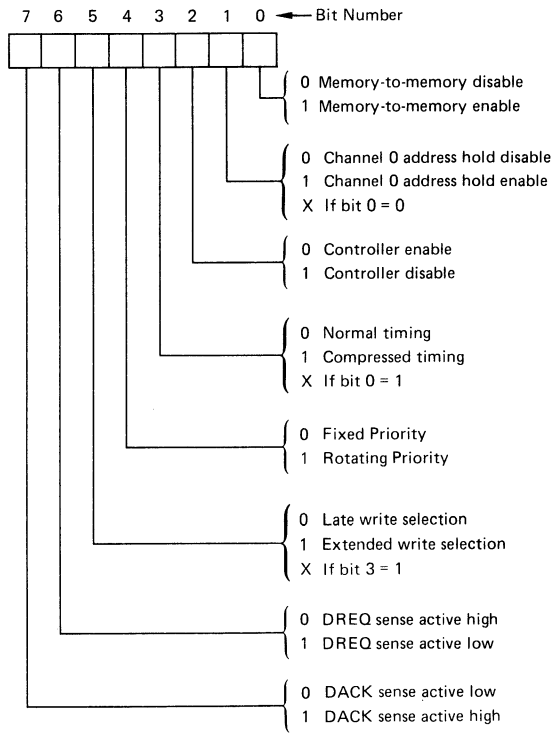 7 6 5 4 3 2 1 0 Bit Number
0 Memory-to-memory disable
1 Memory-to-memory enable
0 Channel 0 address hold disable
1 Channel 0 address hold enable
X If bit 0 = 0
0 Controller enable
1 Controller disable
0 Normal timing
1 Compressed timing
X If bit 0 = 1
0 Fixed Priority
1 Rotating Priority
0 Late write selection
1 Extended write selection
X If bit 3 = 1
0 DREQ sense active high
1 DREQ sense active low
0 DACK sense active low
1 DACK sense active high